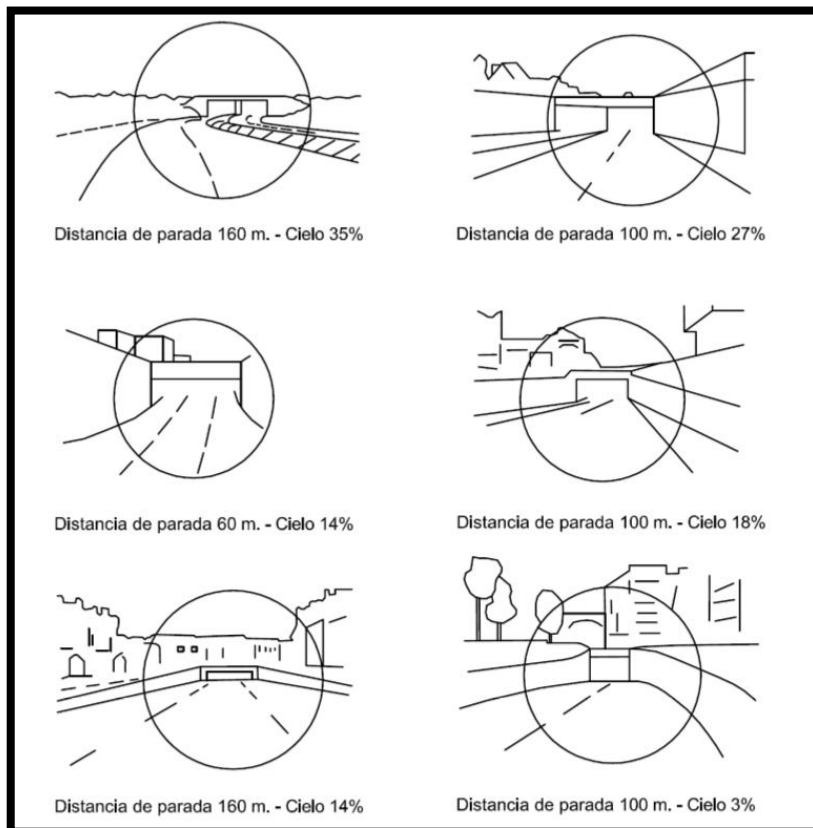 Distancia de parada 160 m. - Cielo 35%
Distancia de parada 100 m. - Cielo 27%
Distancia de parada 60 m. - Cielo 14%
Distancia de parada 100 m. - Cielo 18%
Distancia de parada 160 m. - Cielo 14%
Distancia de parada 100 m. - Cielo 3%